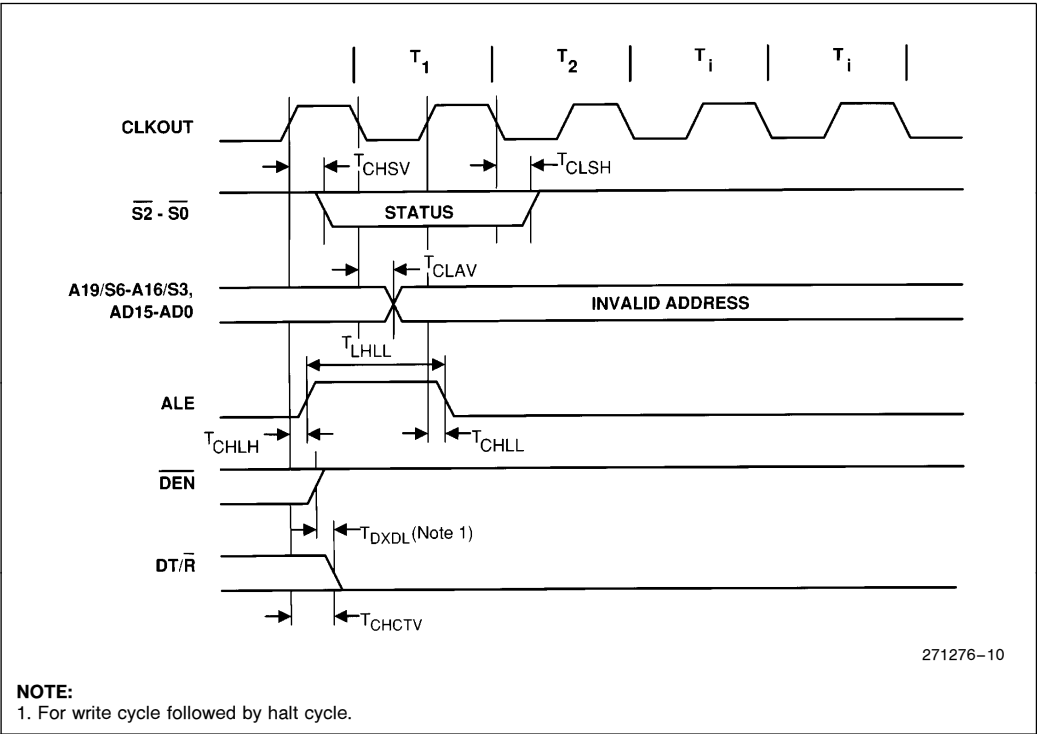 T1 T2 Ti Ti
CLKOUT
TCHSV
TCLSH
S2 - S0
STATUS
TCLAV
A19/S6-A16/S3,
AD15-AD0
INVALID ADDRESS
TLHLL
ALE
TCHLH
TCHLL
DEN
TDXDL (Note 1)
DT/R
TCHCTV
271276–10
NOTE:
1. For write cycle followed by halt cycle.